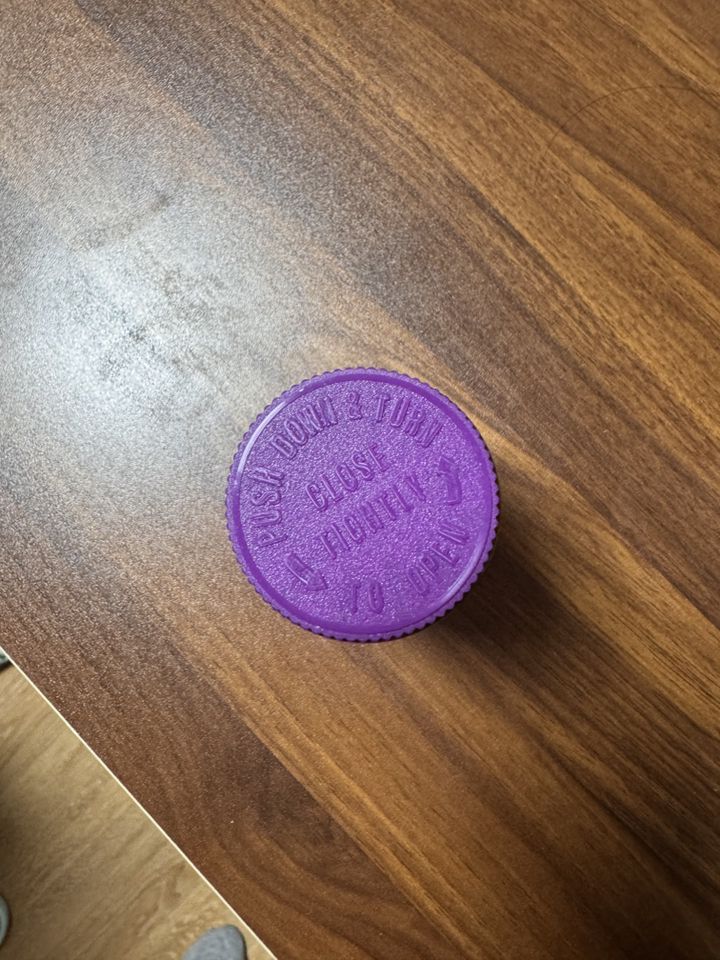 PUSH DOWN & TURN
CLOSE
TIGHTLY
TO OPEN